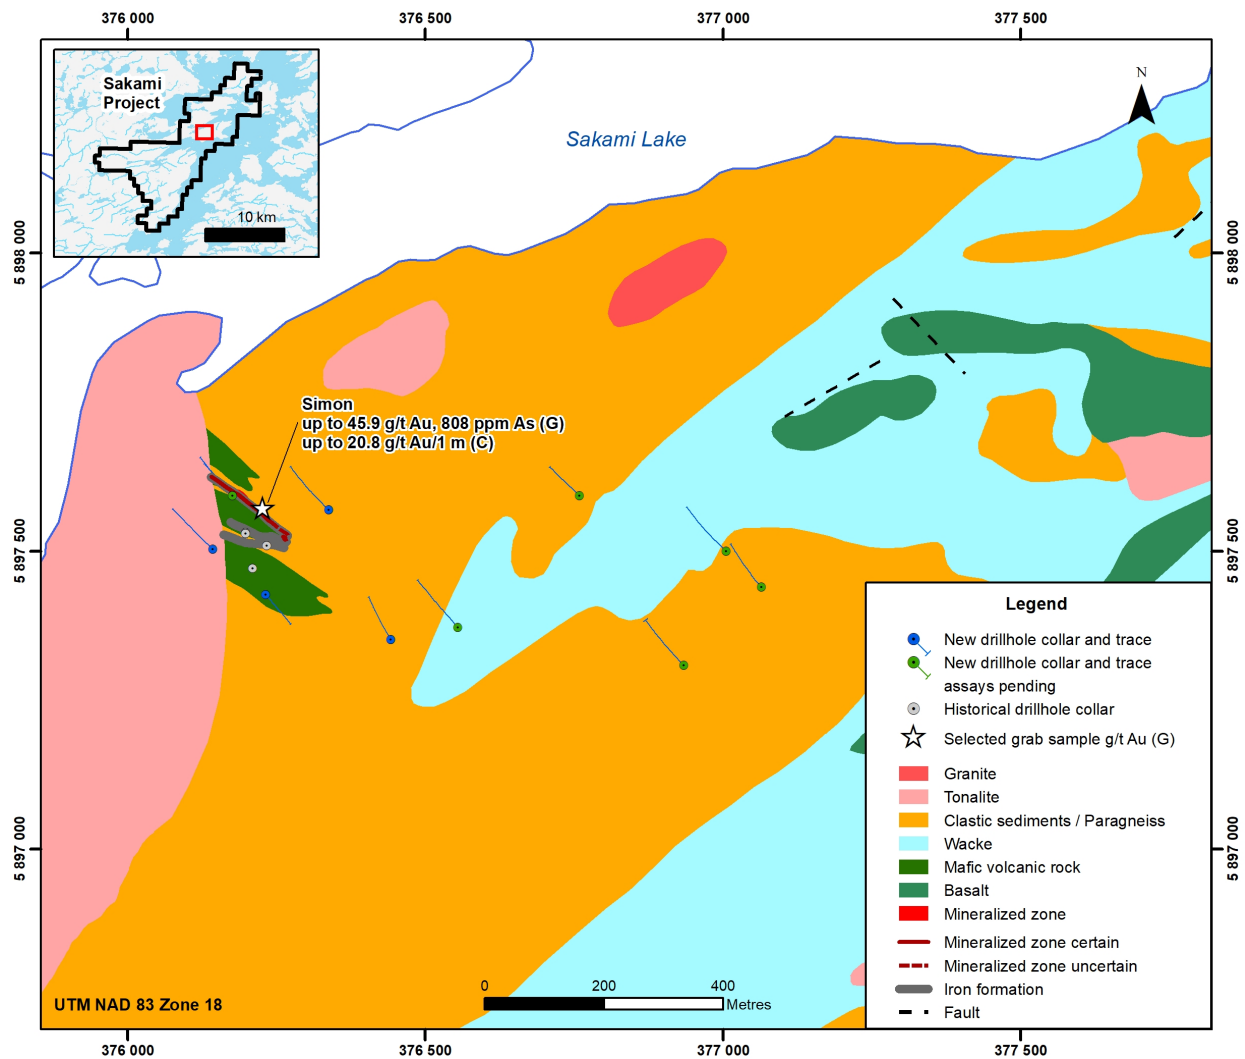 376 000
376 500
377 000
377 500
Sakami
Project
10 km
N
Sakami Lake
5 898 000
5 898 000
Simon
up to 45.9 g/t Au, 808 ppm As (G)
up to 20.8 g/t Au/1 m (C)
5 897 500
5 897 500
Legend
New drillhole collar and trace
New drillhole collar and trace
assays pending
Historical drillhole collar
Selected grab sample g/t Au (G)
Granite
Tonalite
Clastic sediments / Paragneiss
Wacke
Mafic volcanic rock
Basalt
Mineralized zone
Mineralized zone certain
Mineralized zone uncertain
Iron formation
Fault
5 897 000
5 897 000
UTM NAD 83 Zone 18
0
200
400
Metres
376 000
376 500
377 000
377 500